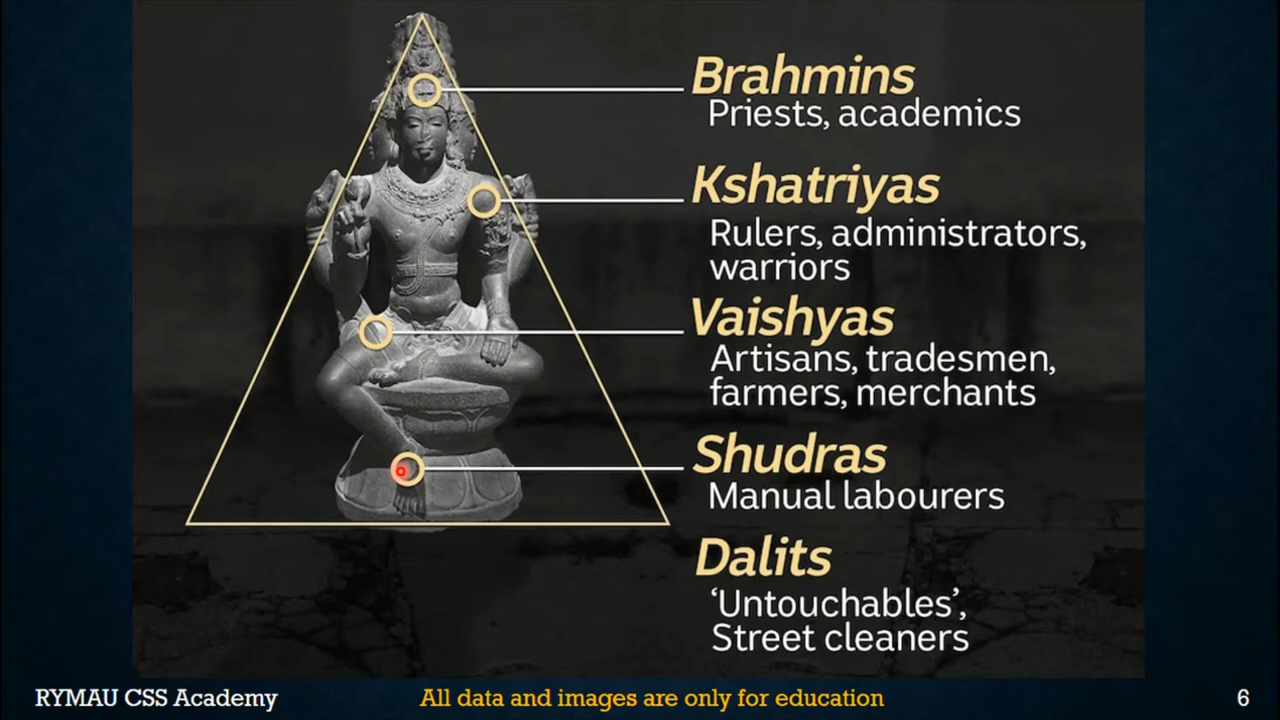 Brahmins
Priests, academics
Kshatriyas
Rulers, administrators,
warriors
Vaishyas
Artisans, tradesmen,
farmers, merchants
Shudras
Manual labourers
Dalits
‘Untouchables’,
Street cleaners
RYMAU CSS Academy
All data and images are only for education
6